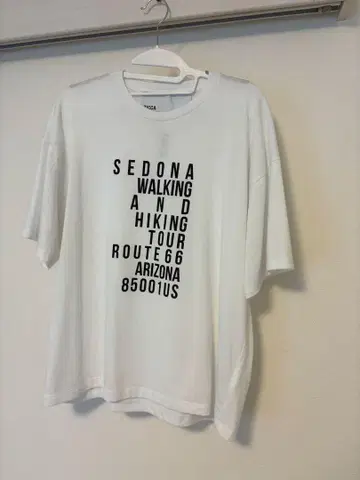 SEDONA
WALKING
AND
HIKING
TOUR
ROUTE 66
ARIZONA
85001US